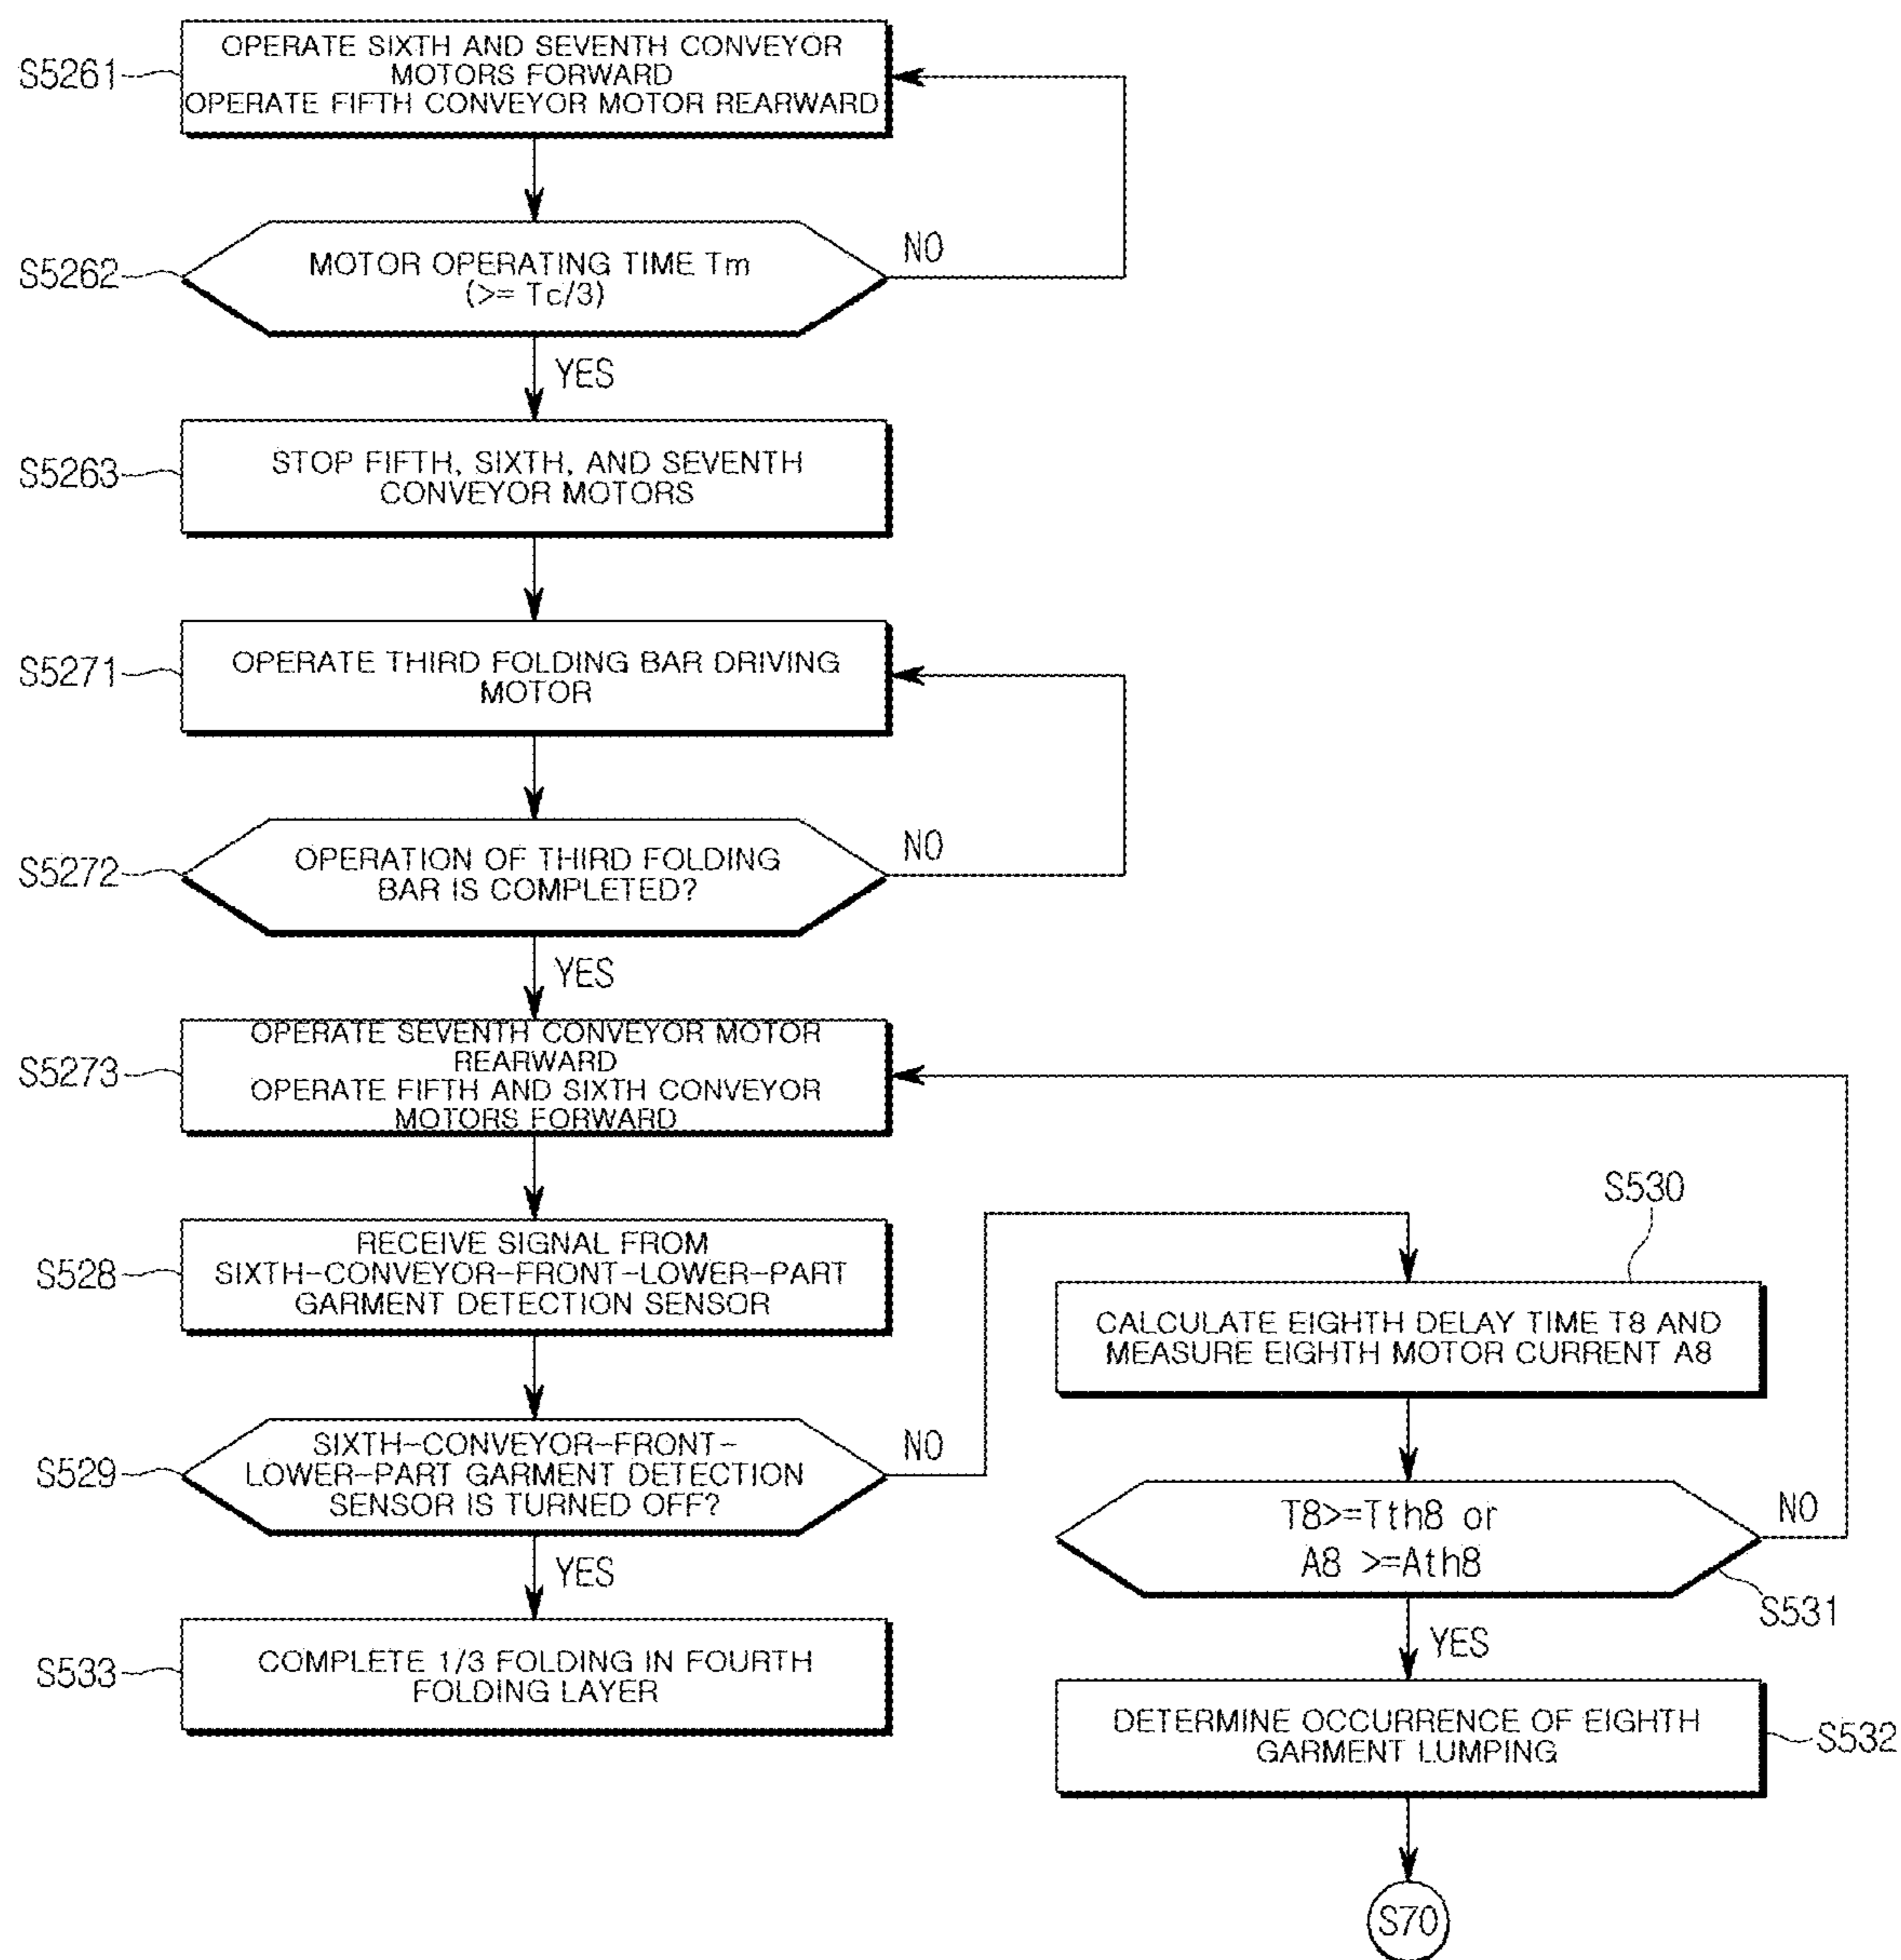 S5261
OPERATE SIXTH AND SEVENTH CONVEYOR
MOTORS FORWARD
OPERATE FIFTH CONVEYOR MOTOR REARWARD
S5262
MOTOR OPERATING TIME Tm
(>= Tc/3)
NO
YES
S5263
STOP FIFTH, SIXTH, AND SEVENTH
CONVEYOR MOTORS
S5271
OPERATE THIRD FOLDING BAR DRIVING
MOTOR
S5272
OPERATION OF THIRD FOLDING
BAR IS COMPLETED?
NO
YES
S5273
OPERATE SEVENTH CONVEYOR MOTOR
REARWARD
OPERATE FIFTH AND SIXTH CONVEYOR
MOTORS FORWARD
S528
RECEIVE SIGNAL FROM
SIXTH-CONVEYOR-FRONT-LOWER-PART
GARMENT DETECTION SENSOR
S529
SIXTH-CONVEYOR-FRONT-
LOWER-PART GARMENT DETECTION
SENSOR IS TURNED OFF?
NO
YES
S533
COMPLETE 1/3 FOLDING IN FOURTH
FOLDING LAYER
S530
CALCULATE EIGHTH DELAY TIME T8 AND
MEASURE EIGHTH MOTOR CURRENT A8
T8>=Tth8 or
A8 >=Ath8
NO
S531
YES
DETERMINE OCCURRENCE OF EIGHTH
GARMENT LUMPING
S532
S70